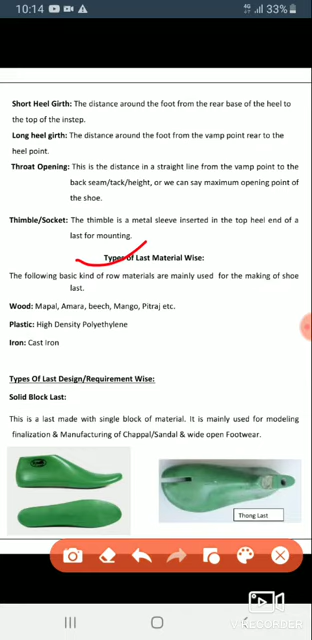 10:14
4G
33%
Short Heel Girth: The distance around the foot from the rear base of the heel to
the top of the instep.
Long heel girth: The distance around the foot from the vamp point rear to the
heel point.
Throat Opening: This is the distance in a straight line from the vamp point to the
back seam/tack/height, or we can say maximum opening point of
the shoe.
Thimble/Socket: The thimble is a metal sleeve inserted in the top heel end of a
last for mounting.
Types of Last Material Wise:
The following basic kind of row materials are mainly used for the making of shoe
last.
Wood: Mapal, Amara, beech, Mango, Pitraj etc.
Plastic: High Density Polyethylene
Iron: Cast Iron
Types Of Last Design/Requirement Wise:
Solid Block Last:
This is a last made with single block of material. It is mainly used for modeling
finalization & Manufacturing of Chappal/Sandal & wide open Footwear.
Thong Last
V RECORDER